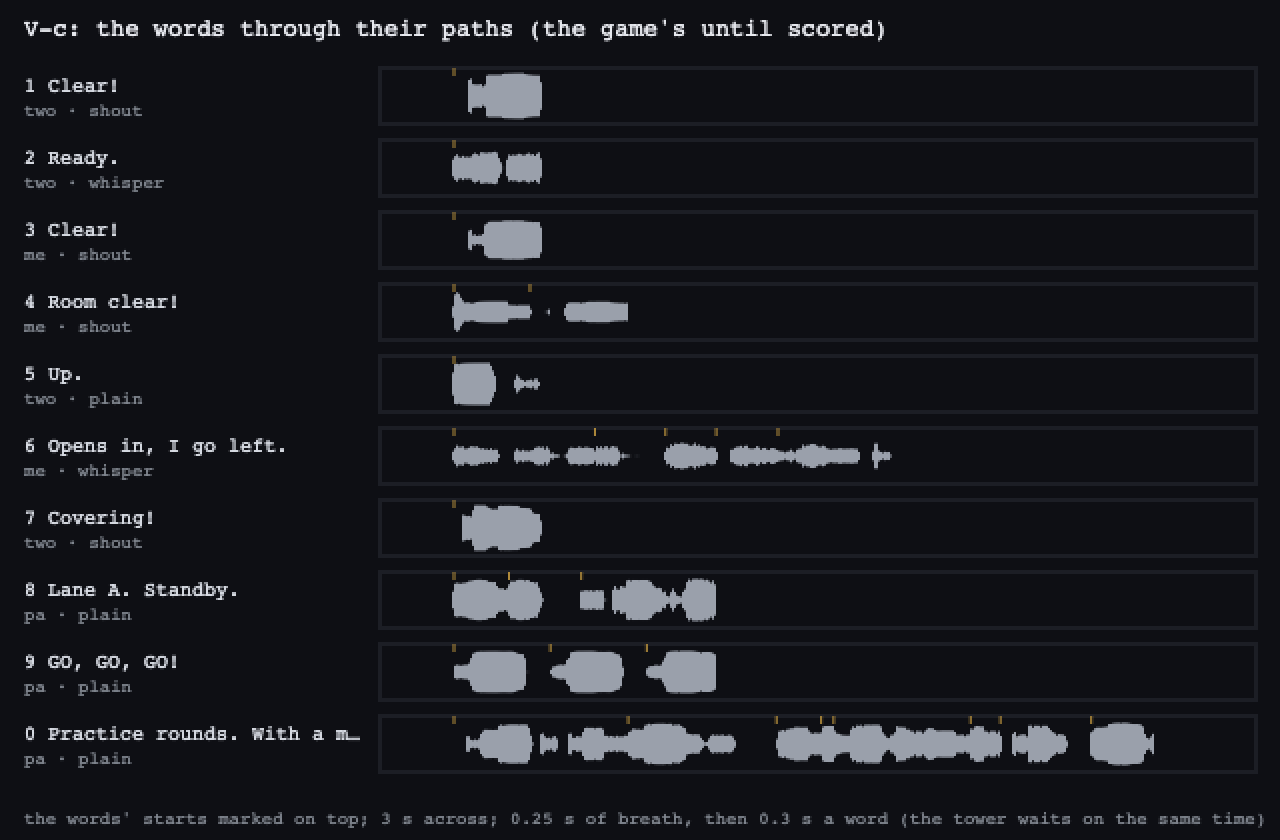 V-c: the words through their paths (the game's until scored)
1 Clear!
two · shout
2 Ready.
two · whisper
3 Clear!
me · shout
4 Room clear!
me · shout
5 Up.
two · plain
6 Opens in, I go left.
me · whisper
7 Covering!
two · shout
8 Lane A. Standby.
pa · plain
9 GO, GO, GO!
pa · plain
0 Practice rounds. With a m…
pa · plain
the words' starts marked on top; 3 s across; 0.25 s of breath, then 0.3 s a word (the tower waits on the same time)